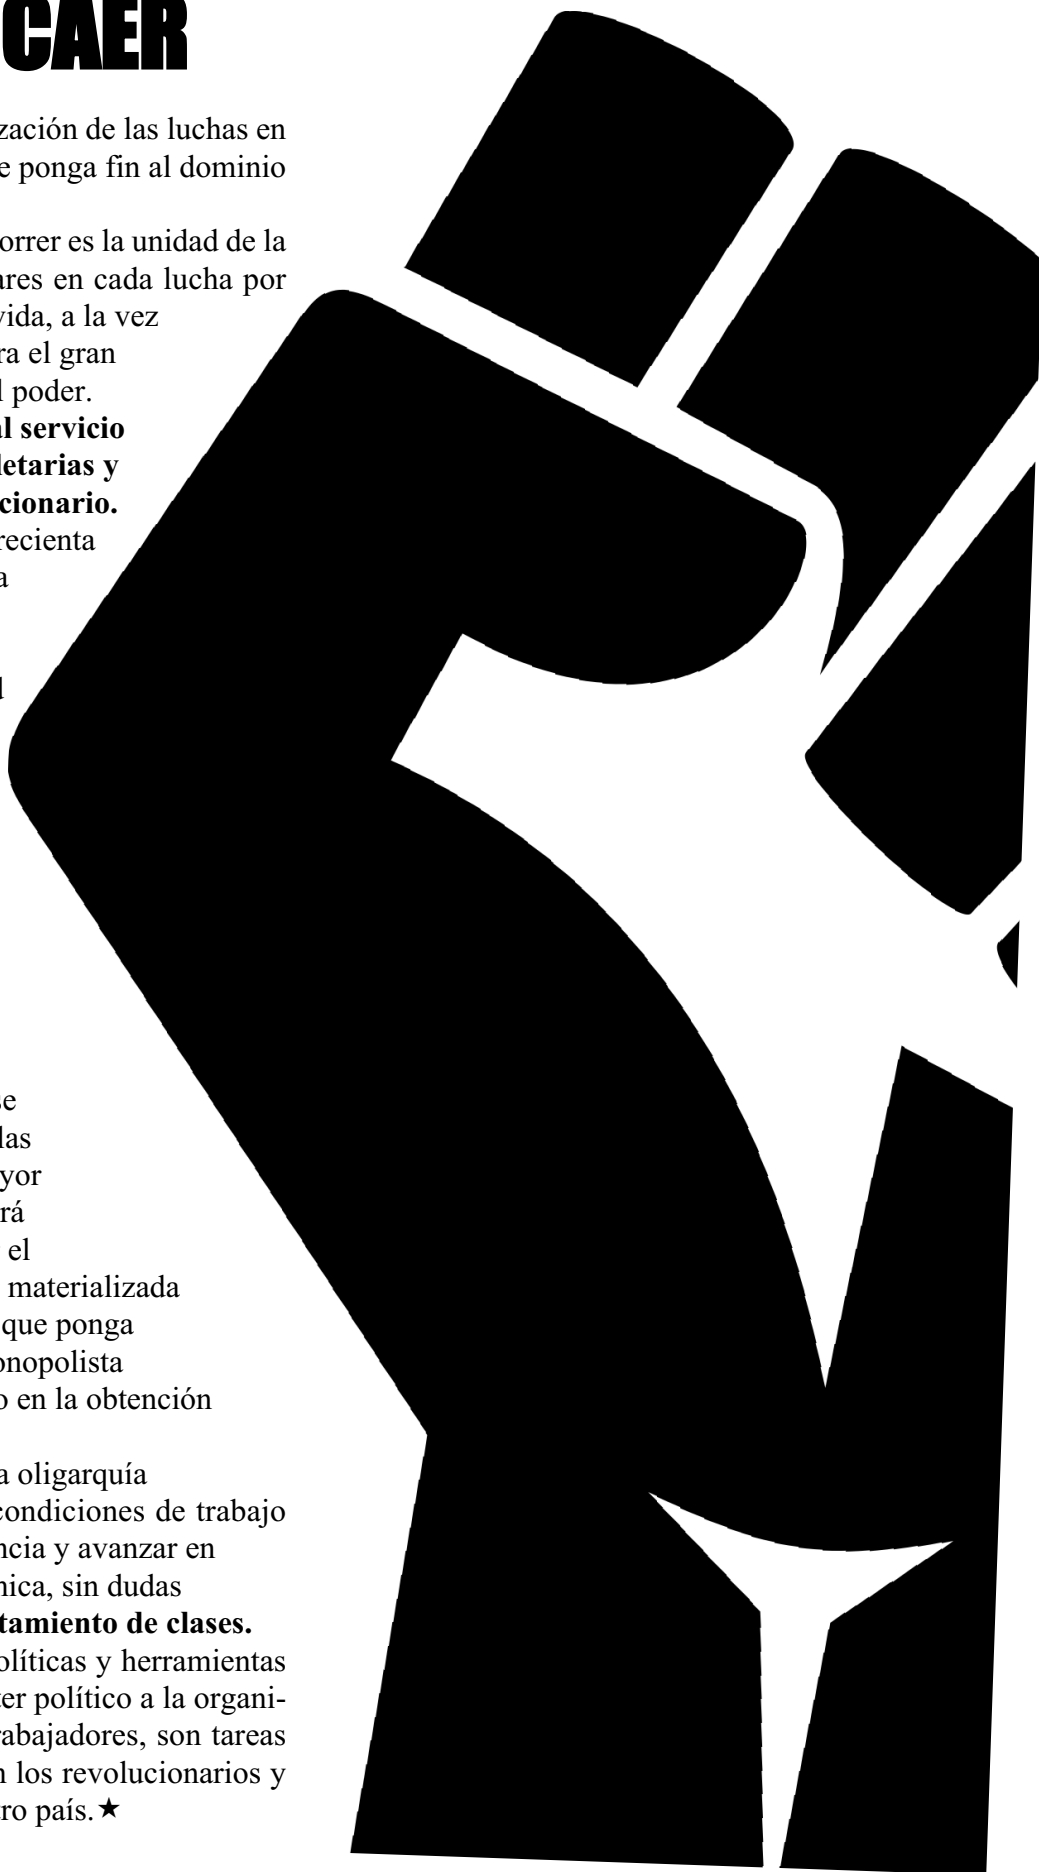 CAER
zación de las luchas en
e ponga fin al dominio
orrer es la unidad de la
ares en cada lucha por
vida, a la vez
ra el gran
l poder.
al servicio
letarias y
cionario.
recienta
a
se
las
yor
rá
el
materializada
que ponga
onopolista
o en la obtención
a oligarquía
condiciones de trabajo
ncia y avanzar en
nica, sin dudas
tamiento de clases.
olíticas y herramientas
ter político a la organi-
rabajadores, son tareas
n los revolucionarios y
tro país.★